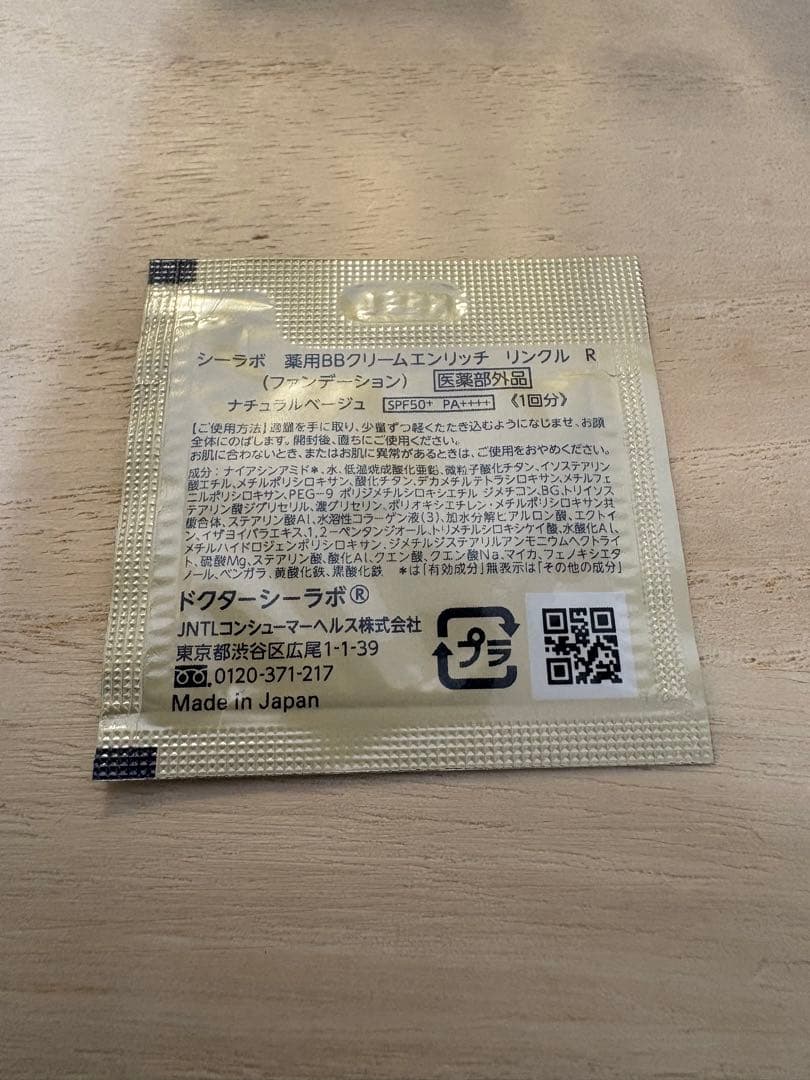 シーラボ 薬用BBクリームエンリッチ リンクル R
(ファンデーション) 医薬部外品
ナチュラルベージュ SPF50+ PA++++ 《1回分》
【ご使用方法】適量を手に取り、少量ずつ軽くたたき込むようになじませ、お顔
全体にのばします。開封後、直ちにご使用ください。
お肌に合わないとき、またはお肌に異常があるときは、ご使用をおやめください。
成分:ナイアシンアミド*、水、低温焼成酸化亜鉛、微粒子酸化チタン、イソステアリン
酸エチル、メチルポリシロキサン、酸化チタン、デカメチルテトラシロキサン、メチルフェ
ニルポリシロキサン、PEG-9 ポリジメチルシロキシエチル ジメチコン、BG、トリイソス
テアリン酸ジグリセリル、濃グリセリン、ポリオキシエチレン・メチルポリシロキサン共
重合体、ステアリン酸Al、水溶性コラーゲン液(3)、加水分解ヒアルロン酸、エクトイ
ン、イザヨイバラエキス、1,2-ペンタンジオール、トリメチルシロキシケイ酸、水酸化Al、
メチルハイドロジェンポリシロキサン、ジメチルジステアリルアンモニウムヘクトライ
ト、硫酸Mg、ステアリン酸、酸化Al、クエン酸、クエン酸Na、マイカ、フェノキシエタ
ノール、ベンガラ、黄酸化鉄、黒酸化鉄 *は「有効成分」無表示は「その他の成分」
ドクターシーラボ®
JNTLコンシューマーヘルス株式会社
東京都渋谷区広尾1-1-39
0120-371-217
Made in Japan
プラ